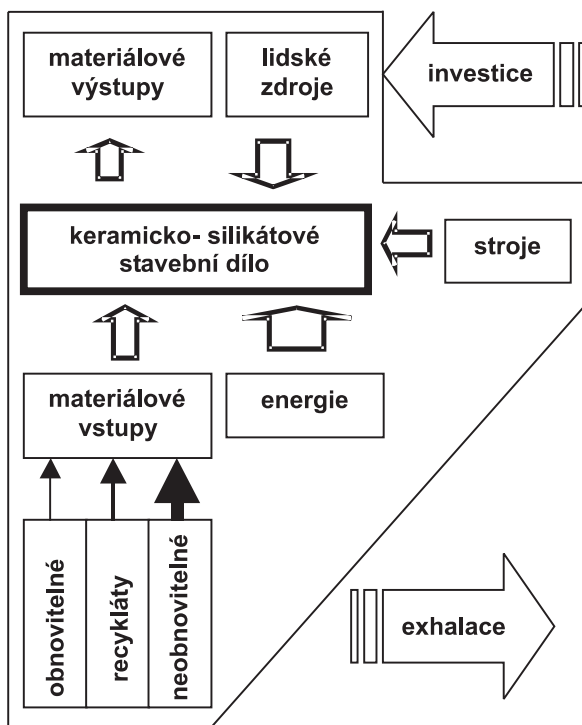 materiálové
výstupy
lidské
zdroje
investice
keramicko- silikátové
stavební dílo
stroje
materiálové
vstupy
energie
obnovitelné
recykláty
neobnovitelné
exhalace